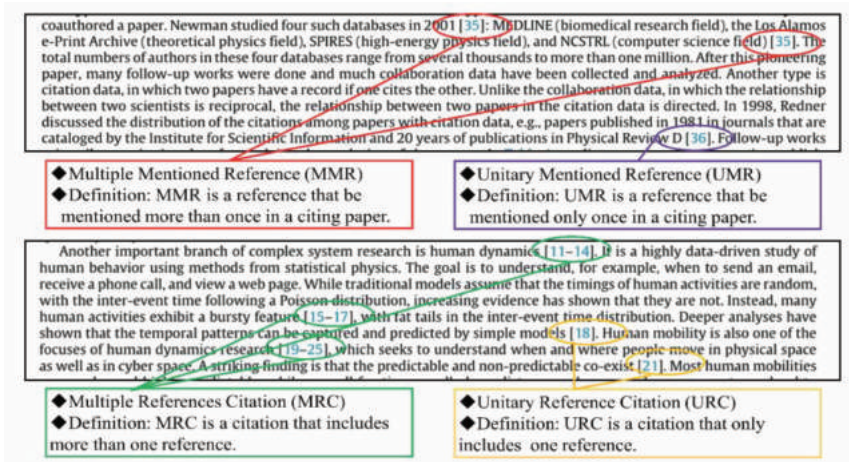 coauthored a paper. Newman studied four such databases in 2001 [35]: MEDLINE (biomedical research field), the Los Alamos
e-Print Archive (theoretical physics field), SPIRES (high-energy physics field), and NCSTRL (computer science field) [35]. The
total numbers of authors in these four databases range from several thousands to more than one million. After this pioneering
paper, many follow-up works were done and much collaboration data have been collected and analyzed. Another type is
citation data, in which two papers have a record if one cites the other. Unlike the collaboration data, in which the relationship
between two scientists is reciprocal, the relationship between two papers in the citation data is directed. In 1998, Redner
discussed the distribution of the citations among papers with citation data, e.g., papers published in 1981 in journals that are
cataloged by the Institute for Scientific Information and 20 years of publications in Physical Review D [36]. Follow-up works
◆Multiple Mentioned Reference (MMR)
◆Definition: MMR is a reference that be
mentioned more than once in a citing paper.
◆Unitary Mentioned Reference (UMR)
◆Definition: UMR is a reference that be
mentioned only once in a citing paper.
Another important branch of complex system research is human dynamics [11–14]. It is a highly data-driven study of
human behavior using methods from statistical physics. The goal is to understand, for example, when to send an email,
receive a phone call, and view a web page. While traditional models assume that the timings of human activities are random,
with the inter-event time following a Poisson distribution, increasing evidence has shown that they are not. Instead, many
human activities exhibit a bursty feature [15–17], with fat tails in the inter-event time distribution. Deeper analyses have
shown that the temporal patterns can be captured and predicted by simple models [18]. Human mobility is also one of the
focuses of human dynamics research [19–25], which seeks to understand when and where people move in physical space
as well as in cyber space. A striking finding is that the predictable and non-predictable co-exist [21]. Most human mobilities
◆Multiple References Citation (MRC)
◆Definition: MRC is a citation that includes
more than one reference.
◆Unitary Reference Citation (URC)
◆Definition: URC is a citation that only
includes one reference.